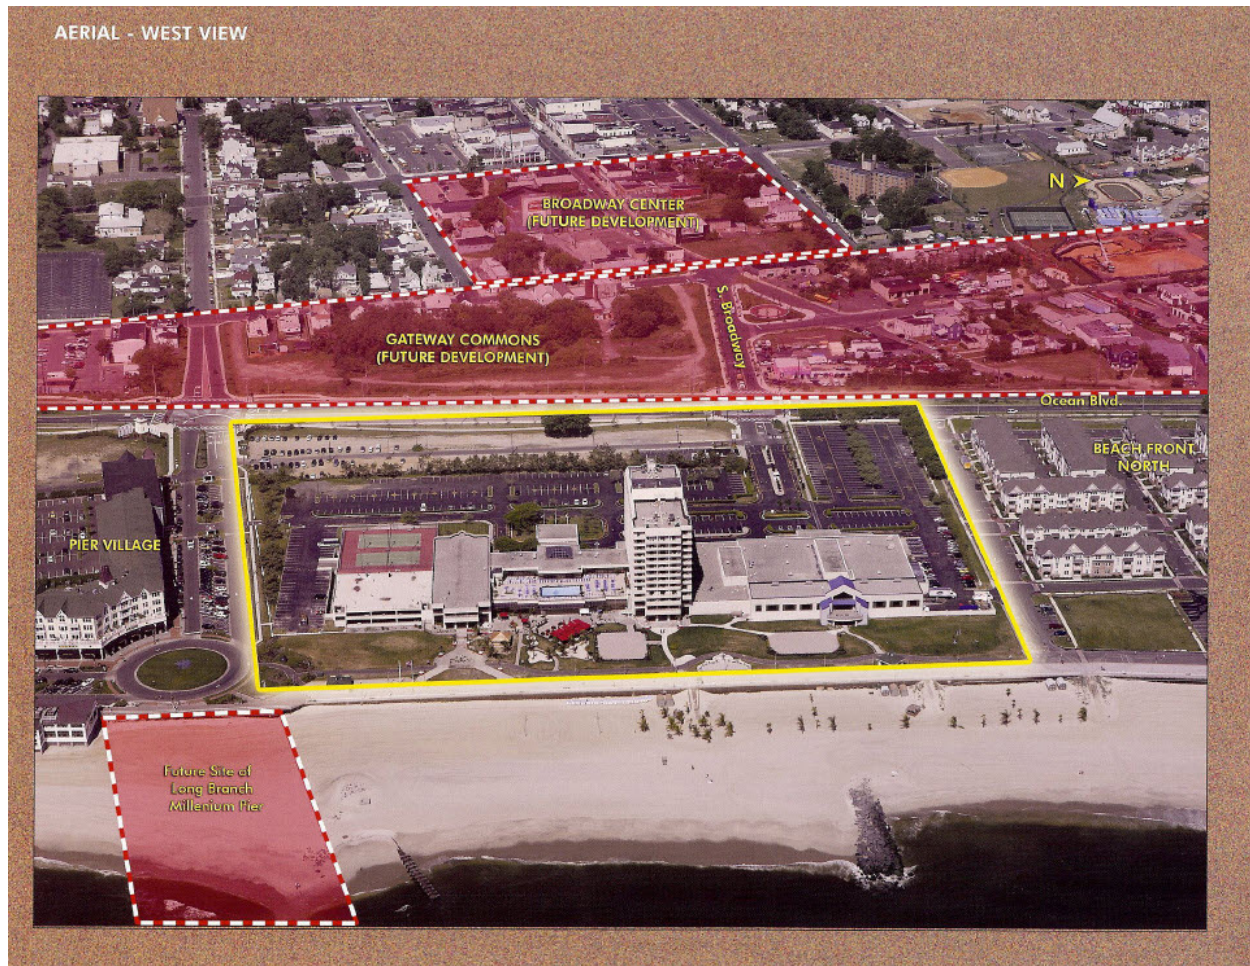 AERIAL - WEST VIEW
N
BROADWAY CENTER
(FUTURE DEVELOPMENT)
S. Broadway
GATEWAY COMMONS
(FUTURE DEVELOPMENT)
Ocean Blvd.
BEACH FRONT
NORTH
PIER VILLAGE
Future Site of
Long Branch
Millenium Pier